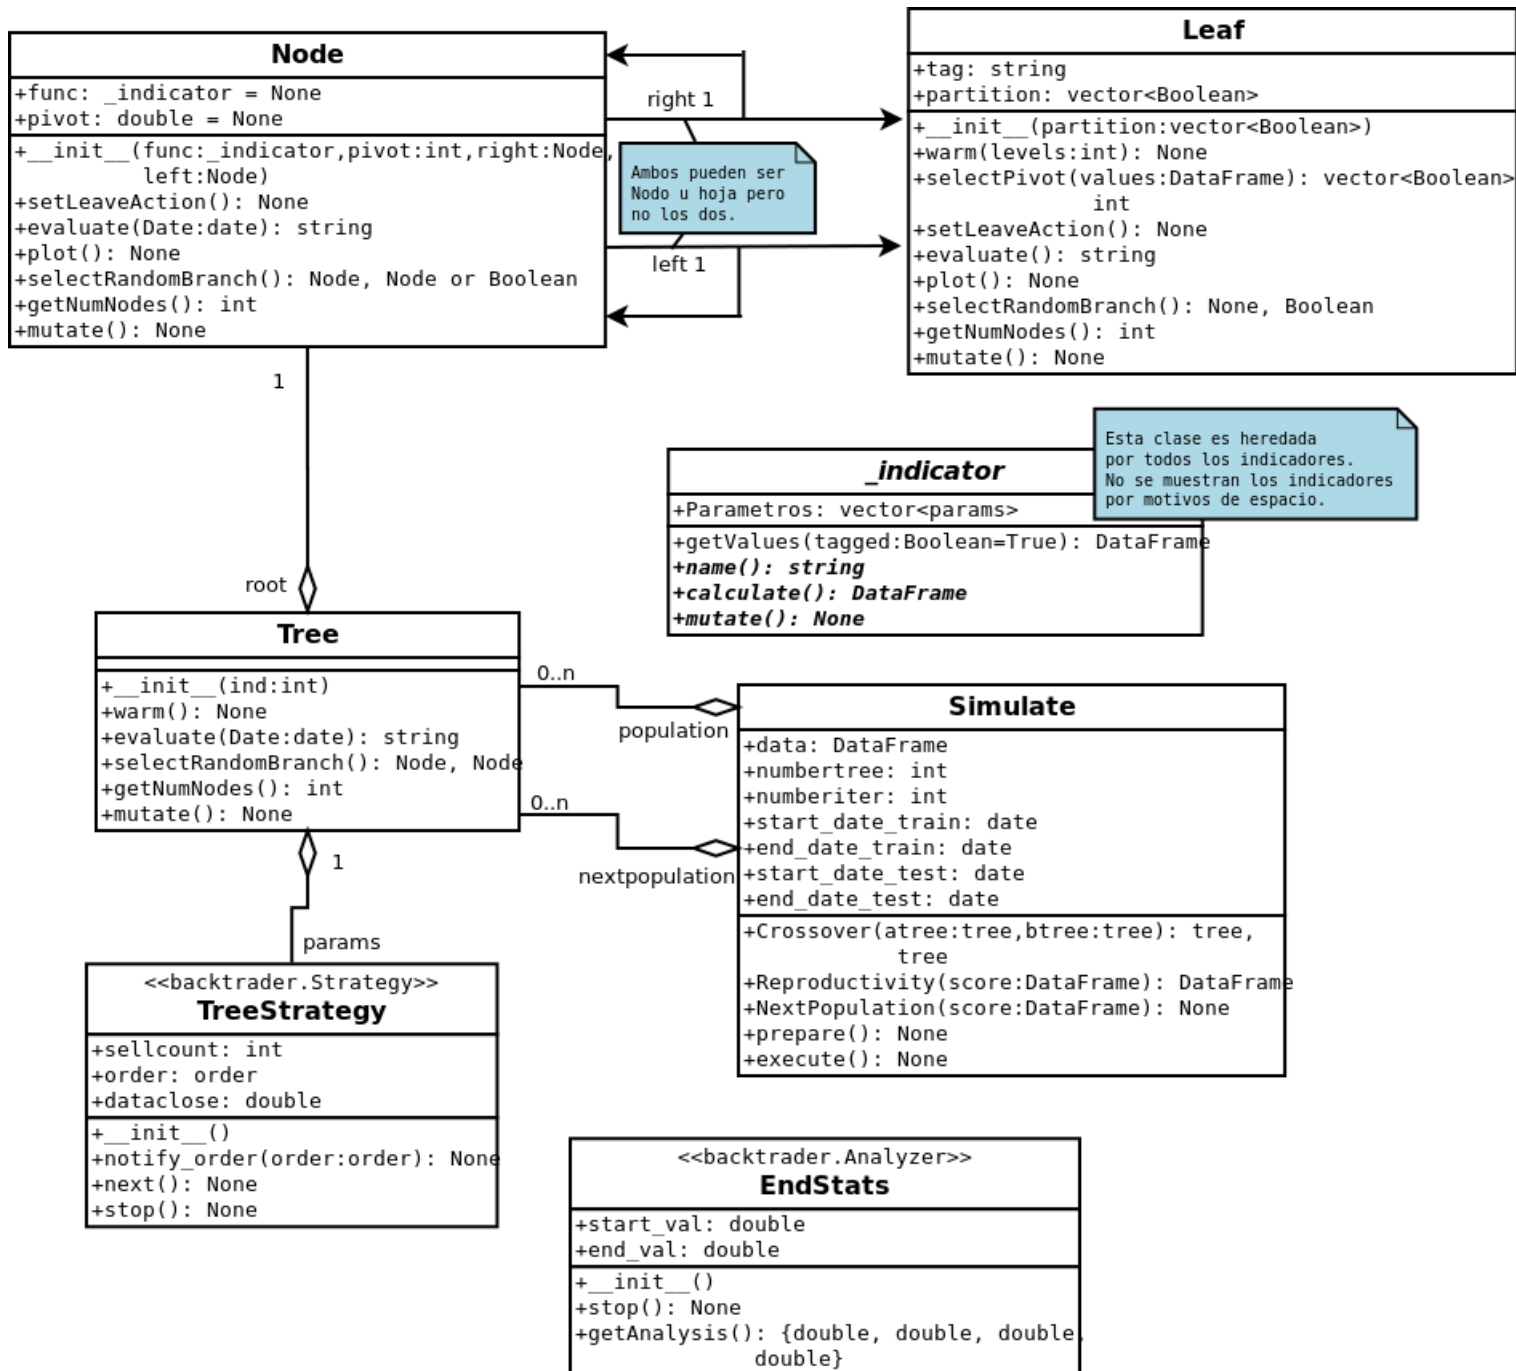 Node
+func: _indicator = None
+pivot: double = None
+__init__(func:_indicator,pivot:int,right:Node,
left:Node)
+setLeaveAction(): None
+evaluate(Date:date): string
+plot(): None
+selectRandomBranch(): Node, Node or Boolean
+getNumNodes(): int
+mutate(): None
right 1
Ambos pueden ser
Nodo u hoja pero
no los dos.
left 1
Leaf
+tag: string
+partition: vector<Boolean>
+__init__(partition:vector<Boolean>)
+warm(levels:int): None
+selectPivot(values:DataFrame): vector<Boolean>
int
+setLeaveAction(): None
+evaluate(): string
+plot(): None
+selectRandomBranch(): None, Boolean
+getNumNodes(): int
+mutate(): None
1
root
_indicator
+Parametros: vector<params>
+getValues(tagged:Boolean=True): DataFrame
+name(): string
+calculate(): DataFrame
+mutate(): None
Esta clase es heredada
por todos los indicadores.
No se muestran los indicadores
por motivos de espacio.
Tree
+__init__(ind:int)
+warm(): None
+evaluate(Date:date): string
+selectRandomBranch(): Node, Node
+getNumNodes(): int
+mutate(): None
0..n
population
0..n
nextpopulation
Simulate
+data: DataFrame
+numbertree: int
+numberiter: int
+start_date_train: date
+end_date_train: date
+start_date_test: date
+end_date_test: date
+Crossover(atree:tree,btree:tree): tree,
tree
+Reproductivity(score:DataFrame): DataFrame
+NextPopulation(score:DataFrame): None
+prepare(): None
+execute(): None
1
params
<<backtrader.Strategy>>
TreeStrategy
+sellcount: int
+order: order
+dataclose: double
+__init__()
+notify_order(order:order): None
+next(): None
+stop(): None
<<backtrader.Analyzer>>
EndStats
+start_val: double
+end_val: double
+__init__()
+stop(): None
+getAnalysis(): {double, double, double,
double}